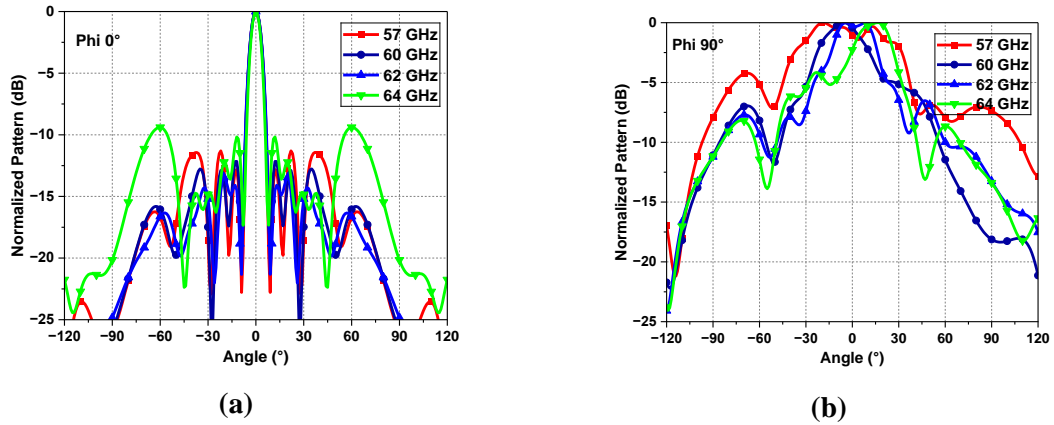 Phi 0°
57 GHz
60 GHz
62 GHz
64 GHz
0
−5
−10
−15
−20
−25
Normalized Pattern (dB)
−120 −90 −60 −30 0 30 60 90 120
Angle (°)
(a)
Phi 90°
57 GHz
60 GHz
62 GHz
64 GHz
0
−5
−10
−15
−20
−25
Normalized Pattern (dB)
−120 −90 −60 −30 0 30 60 90 120
Angle (°)
(b)